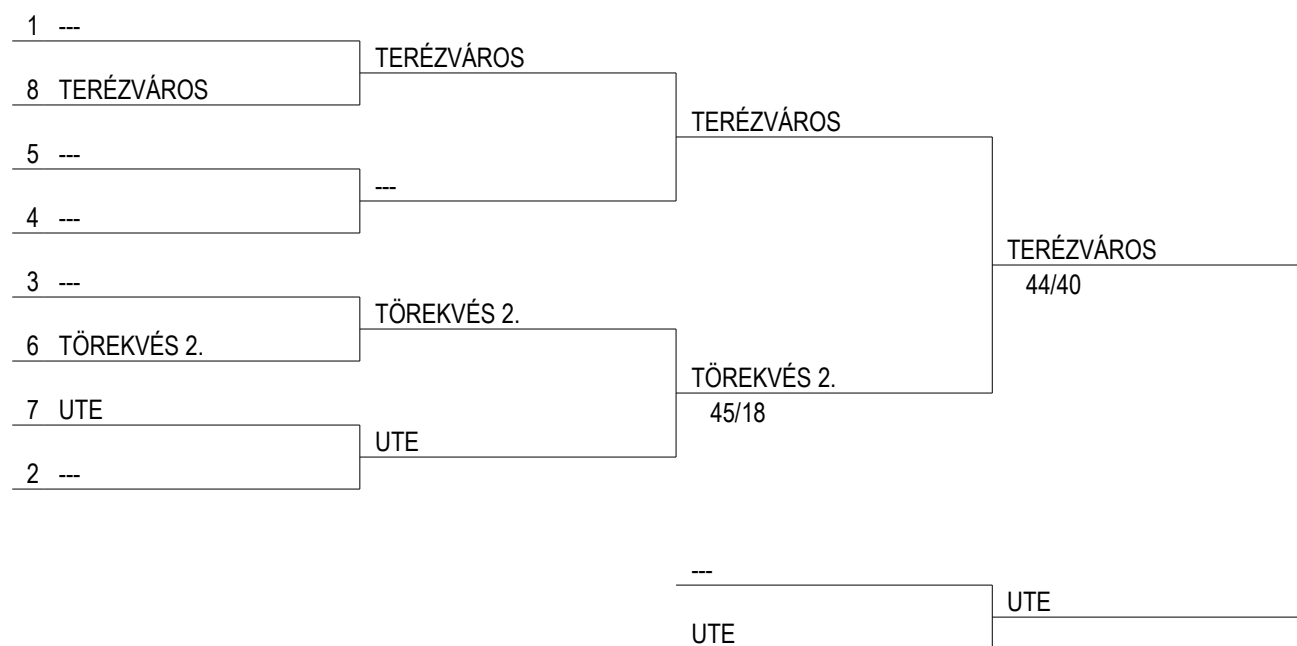 1 ---
TERÉZVÁROS
8 TERÉZVÁROS
TERÉZVÁROS
5 ---
---
4 ---
TERÉZVÁROS
44/40
3 ---
TÖREKVÉS 2.
6 TÖREKVÉS 2.
TÖREKVÉS 2.
45/18
7 UTE
UTE
2 ---
---
UTE
UTE